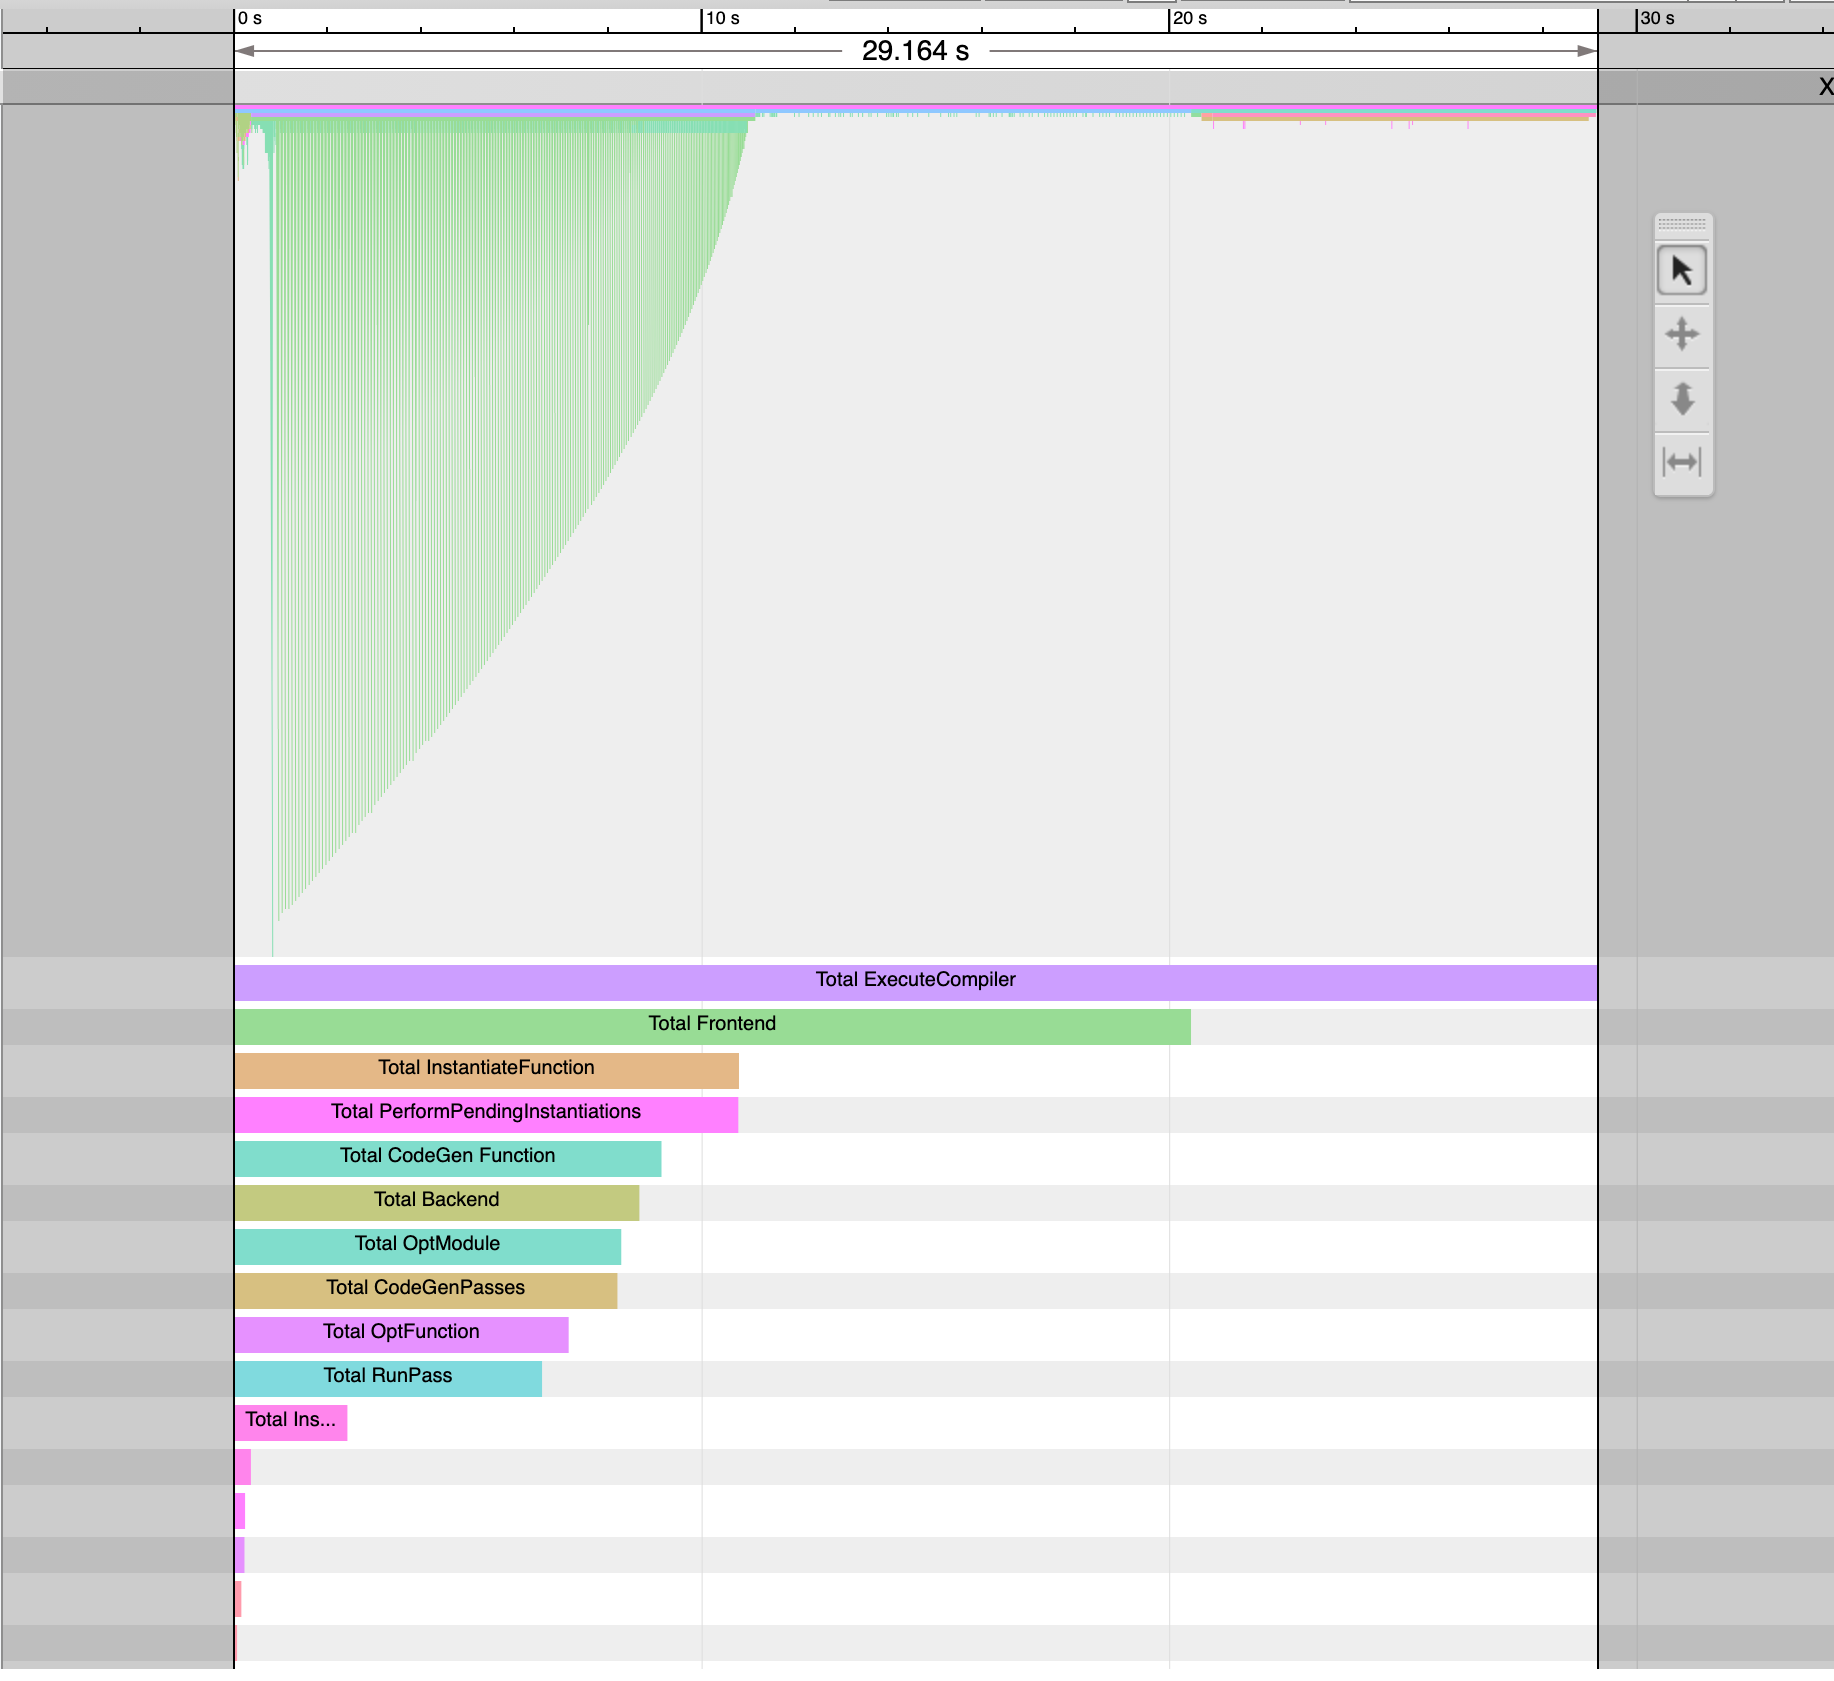 0 s
10 s
20 s
30 s
29.164 s
X
Total ExecuteCompiler
Total Frontend
Total InstantiateFunction
Total PerformPendingInstantiations
Total CodeGen Function
Total Backend
Total OptModule
Total CodeGenPasses
Total OptFunction
Total RunPass
Total Ins...